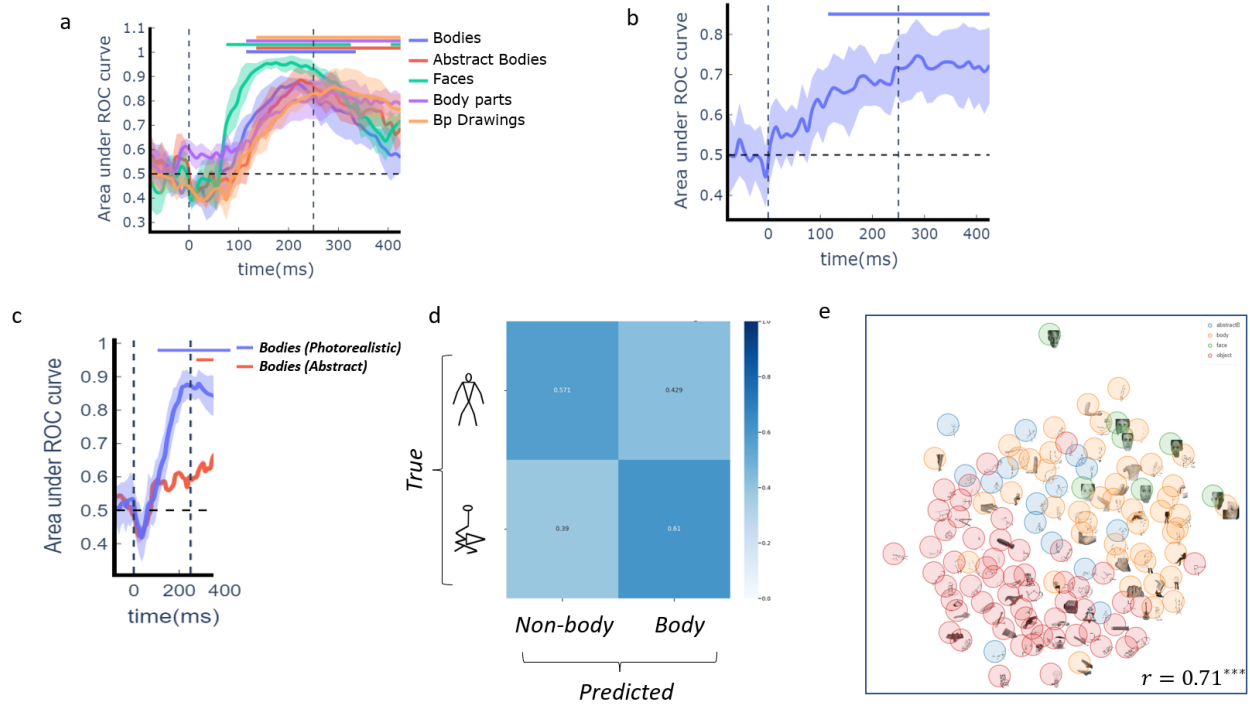 a
Area under ROC curve
1.1
1
0.9
0.8
0.7
0.6
0.5
0.4
0.3
0
100
200
300
400
time(ms)
Bodies
Abstract Bodies
Faces
Body parts
Bp Drawings
b
Area under ROC curve
0.8
0.7
0.6
0.5
0.4
0
100
200
300
400
time(ms)
c
Area under ROC curve
1
0.9
0.8
0.7
0.6
0.5
0.4
0
200
400
time(ms)
Bodies (Photorealistic)
Bodies (Abstract)
d
True
0.571
0.429
0.39
0.61
Non-body
Body
Predicted
1.0
0.8
0.6
0.4
0.2
0.0
e
abstractB
body
face
object
r = 0.71***